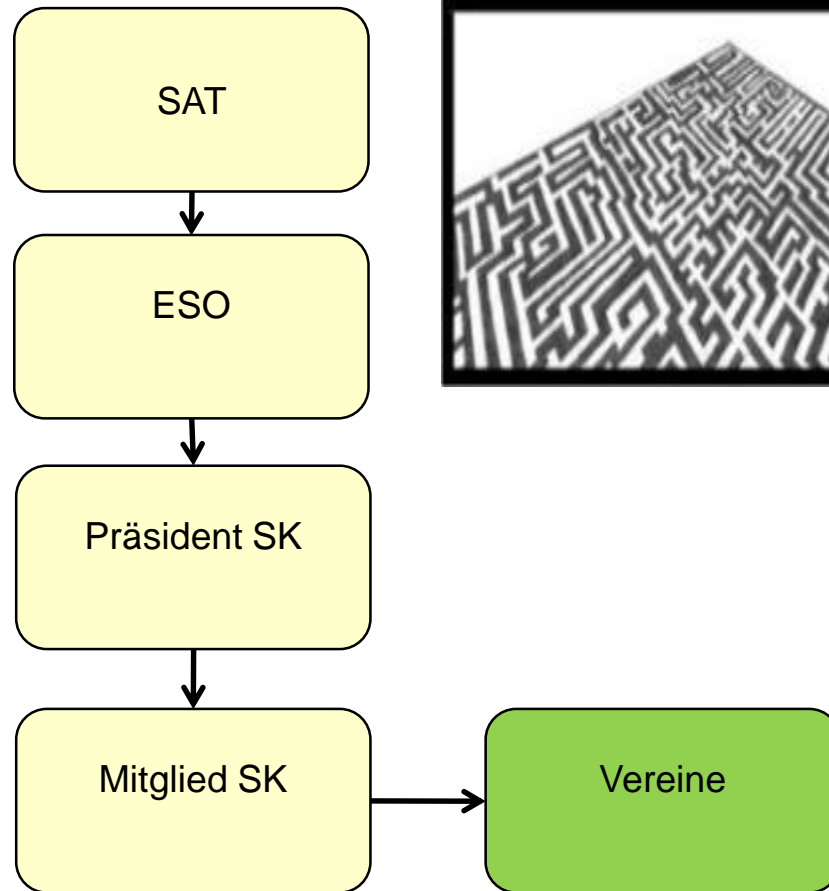 SAT
ESO
Präsident SK
Mitglied SK
Vereine